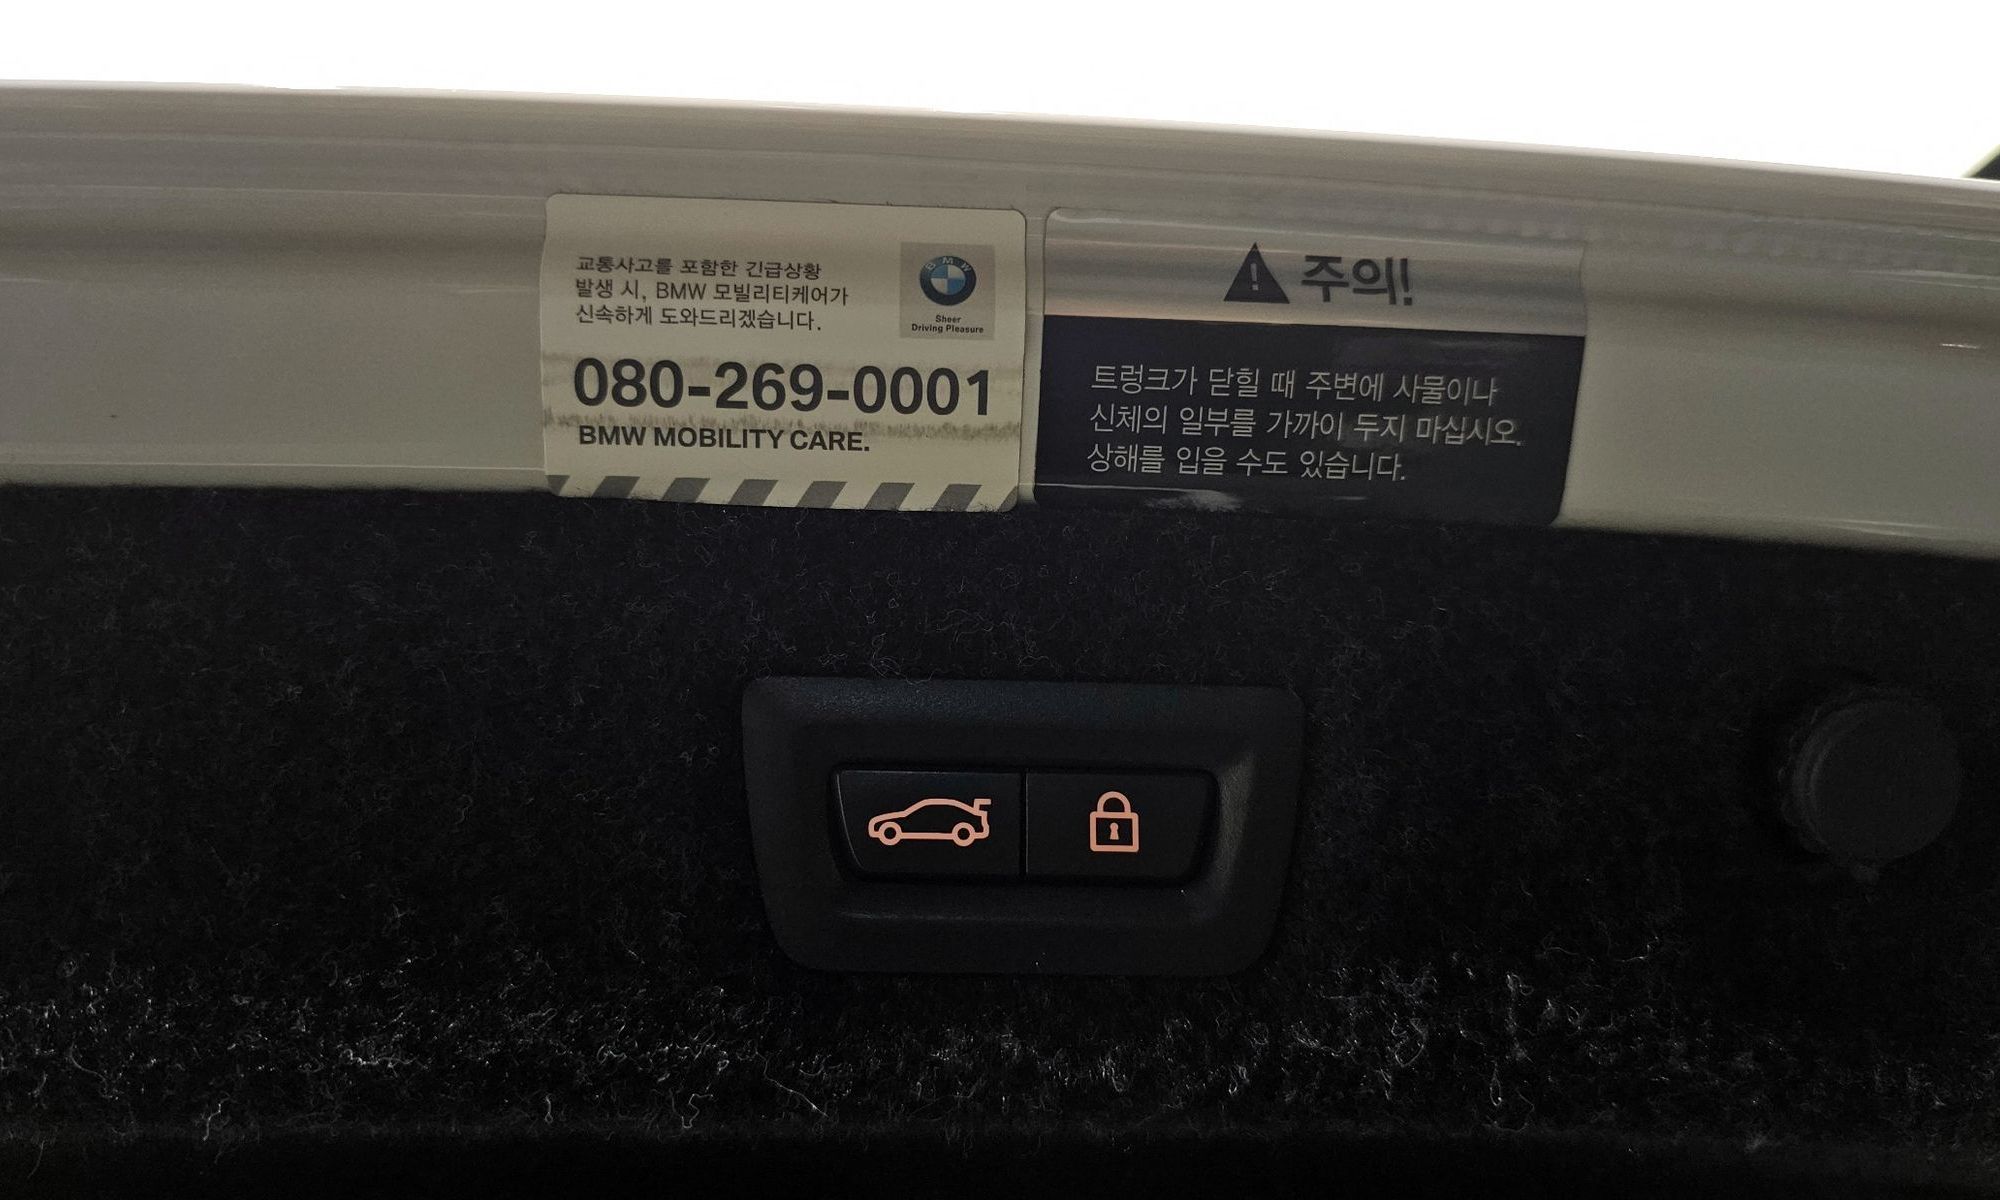 교통사고를 포함한 긴급상황
발생 시, BMW 모빌리티케어가
신속하게 도와드리겠습니다.
BMW
Sheer
Driving Pleasure
080-269-0001
BMW MOBILITY CARE.
주의!
트렁크가 닫힐 때 주변에 사물이나
신체의 일부를 가까이 두지 마십시오.
상해를 입을 수도 있습니다.